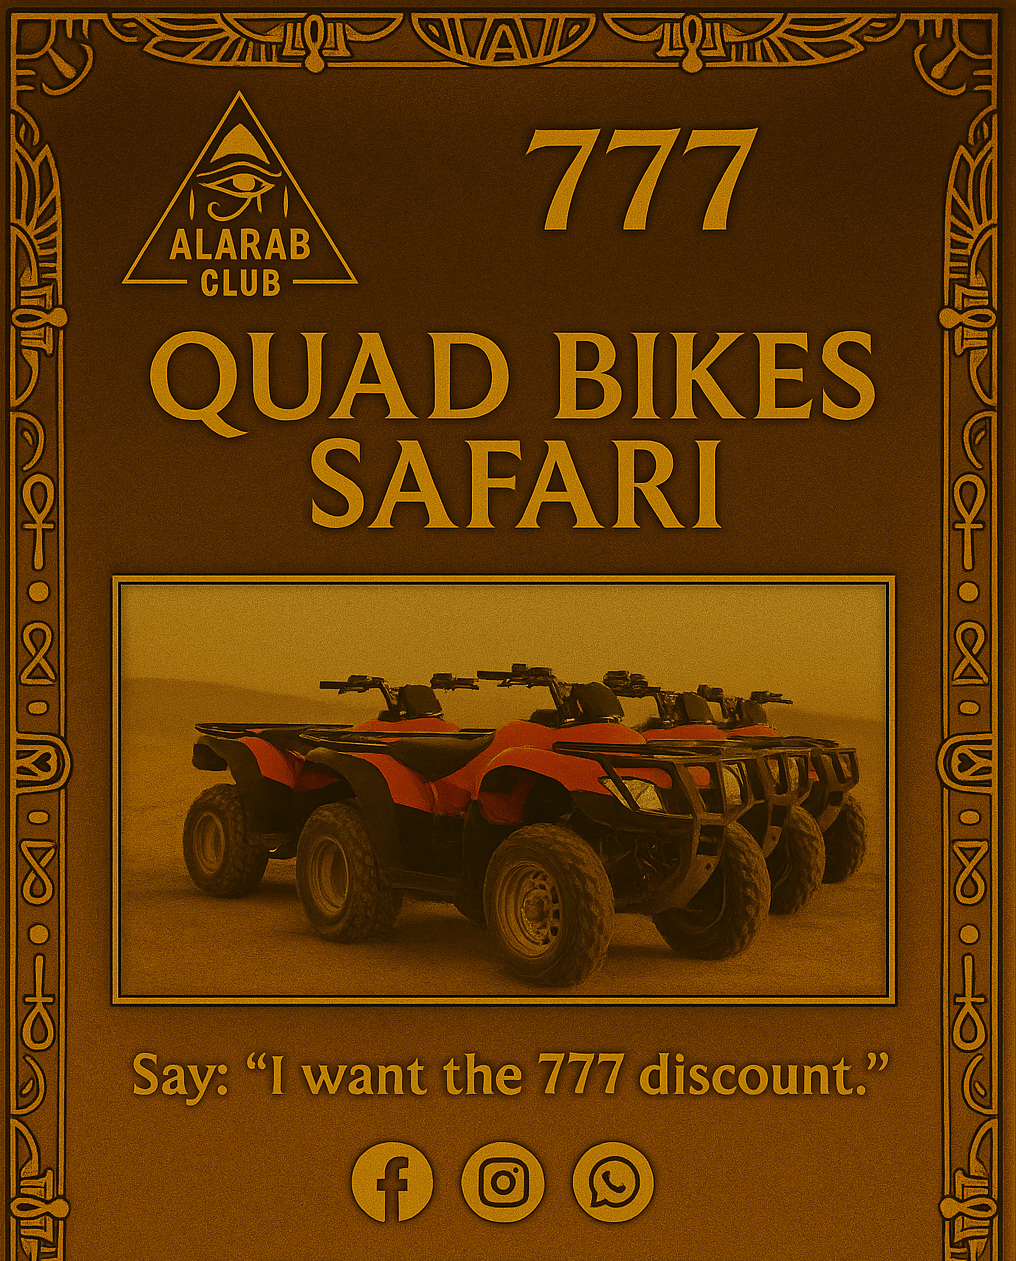 ALARAB
CLUB
777
QUAD BIKES
SAFARI
Say: “I want the 777 discount.”